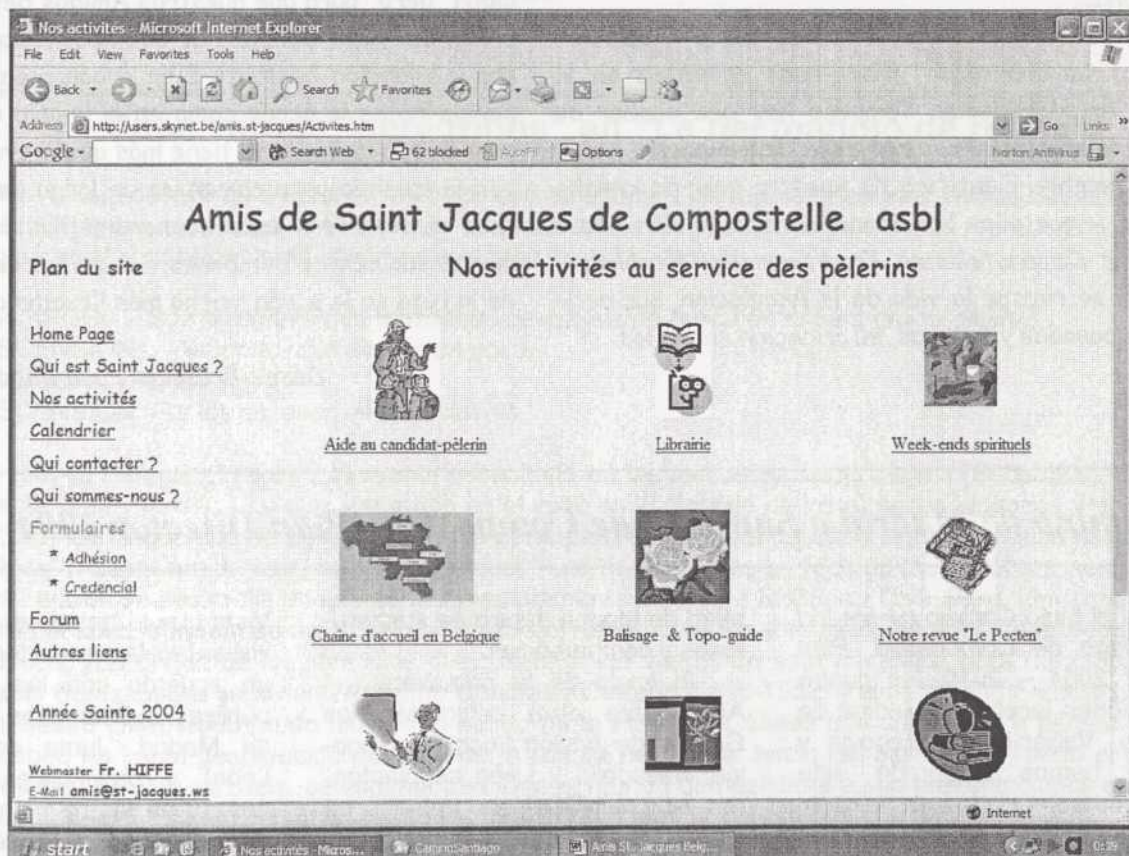 Nos activités - Microsoft Internet Explorer
File Edit View Favorites Tools Help
Back Search Favorites
Address http://users.skynet.be/amis.st-jacques/Activites.htm Go Links »
Google - Search Web 62 blocked AutoFill Options Norton AntiVirus
Amis de Saint Jacques de Compostelle asbl
Plan du site
Nos activités au service des pèlerins
Home Page
Qui est Saint Jacques ?
Nos activités
Calendrier
Qui contacter ?
Qui sommes-nous ?
Formulaires
* Adhésion
* Credencial
Forum
Autres liens
Année Sainte 2004
Webmaster Fr. HIFFE
E-Mail amis@st-jacques.ws
Aide au candidat-pèlerin Librairie Week-ends spirituels
Chaîne d'accueil en Belgique Balisage & Topo-guide Notre revue "Le Pecten"
Internet
start Nos activités - Micros... CaminoSantiago Amis St. Jacques Belg... 0:29